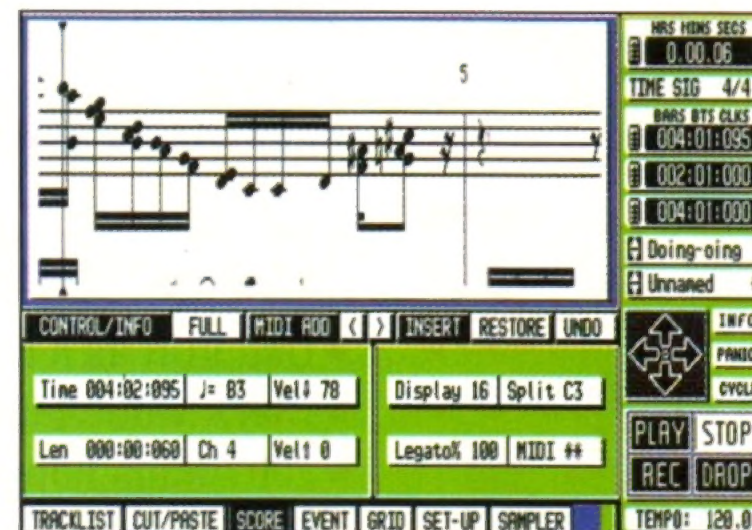 5
HRS MINS SECS
0.00.06
TIME SIG 4/4
BARS BTS CLKS
004:01:095
002:01:000
004:01:000
Doing-oing
Unnamed
CONTROL/INFO FULL MIDI ADD < > INSERT RESTORE UNDO
INFO
PANIC
CYCL
Time 004:02:095 ♩= B3 Vel↓ 78 Display 16 Split C3
Len 000:00:060 Ch 4 Vel↑ 0 Legato% 100 MIDI **
PLAY STOP
REC DROP
TRACKLIST CUT/PASTE SCORE EVENT GRID SET-UP SAMPLER
TEMPO: 120.0